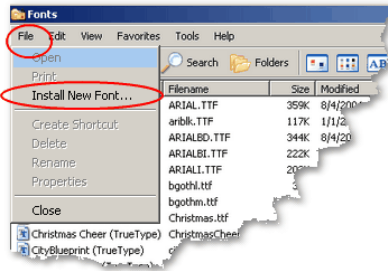 Fonts
File Edit View Favorites Tools Help
Open
Search Folders
Print
Install New Font...
Filename Size Modified
ARIAL.TTF 359K 8/4/2004
ariblk.TTF 117K 1/1/2
Create Shortcut
ARIALBD.TTF 344K 8/4/20
Delete
ARIALBI.TTF 222K
Rename
ARIALI.TTF
Properties
bgothl.ttf
bgothm.ttf
Close
Christmas.ttf
Christmas Cheer (TrueType) ChristmasCheer
CityBlueprint (TrueType)